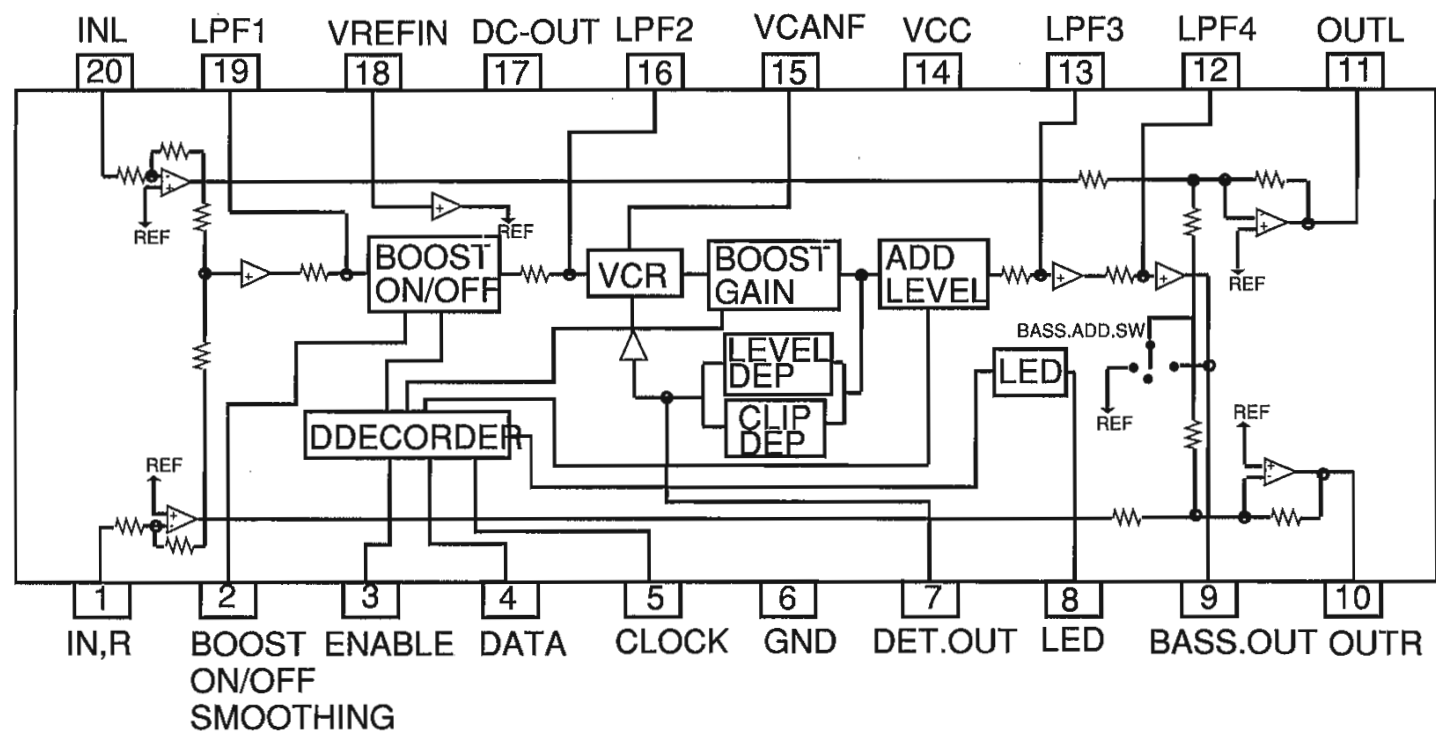 INL LPF1 VREFIN DC-OUT LPF2 VCANF VCC LPF3 LPF4 OUTL
20 19 18 17 16 15 14 13 12 11
REF
REF
BOOST
ON/OFF
VCR
BOOST
GAIN
ADD
LEVEL
REF
BASS.ADD.SW
LEVEL
DEP
LED
CLIP
DEP
REF
REF
DDECORDER
REF
1 2 3 4 5 6 7 8 9 10
IN,R BOOST ENABLE DATA CLOCK GND DET.OUT LED BASS.OUT OUTR
ON/OFF
SMOOTHING